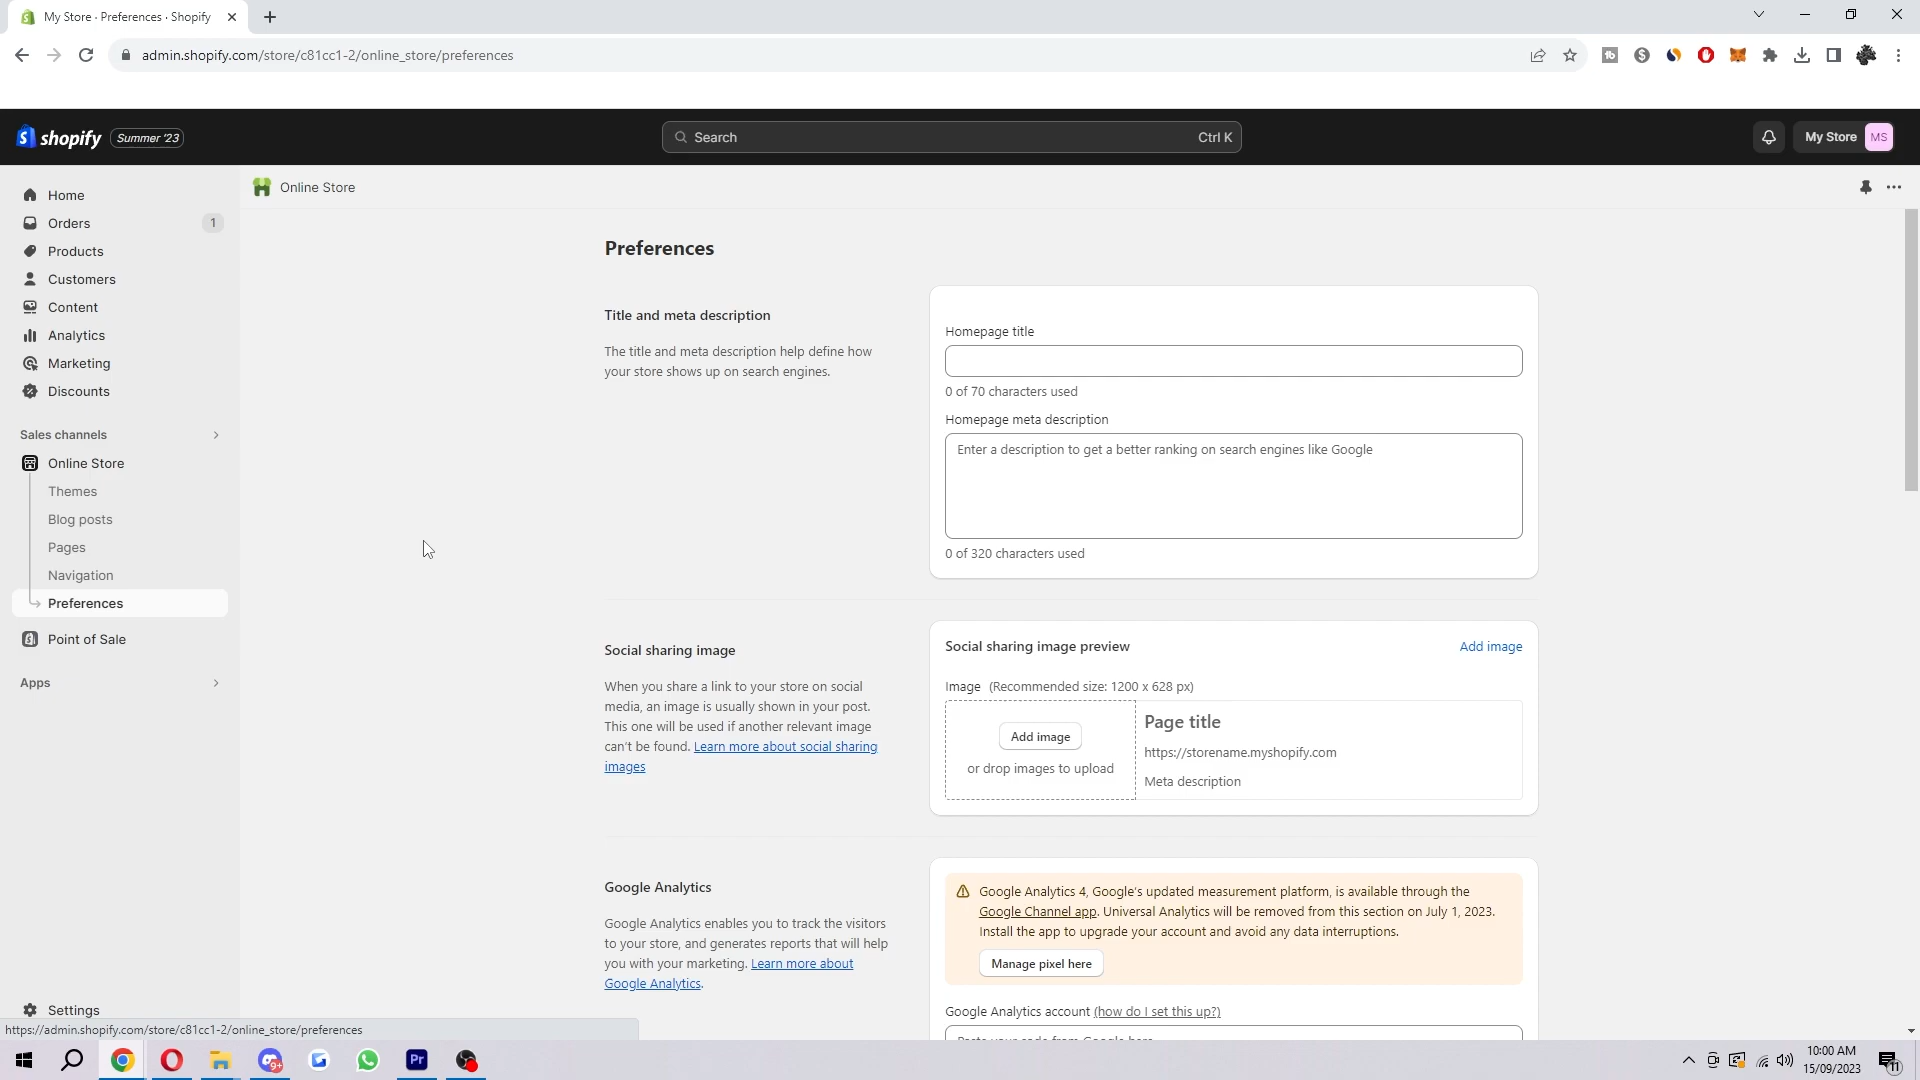 My Store · Preferences · Shopify
admin.shopify.com/store/c81cc1-2/online_store/preferences
shopify Summer '23
Search Ctrl K
My Store MS
Home
Orders 1
Products
Customers
Content
Analytics
Marketing
Discounts
Sales channels
Online Store
Themes
Blog posts
Pages
Navigation
Preferences
Point of Sale
Apps
Settings
https://admin.shopify.com/store/c81cc1-2/online_store/preferences
Online Store
Preferences
Title and meta description
The title and meta description help define how
your store shows up on search engines.
Homepage title
0 of 70 characters used
Homepage meta description
Enter a description to get a better ranking on search engines like Google
0 of 320 characters used
Social sharing image
When you share a link to your store on social
media, an image is usually shown in your post.
This one will be used if another relevant image
can't be found. Learn more about social sharing
images
Social sharing image preview Add image
Image (Recommended size: 1200 x 628 px)
Add image
or drop images to upload
Page title
https://storename.myshopify.com
Meta description
Google Analytics
Google Analytics enables you to track the visitors
to your store, and generates reports that will help
you with your marketing. Learn more about
Google Analytics.
Google Analytics 4, Google's updated measurement platform, is available through the
Google Channel app. Universal Analytics will be removed from this section on July 1, 2023.
Install the app to upgrade your account and avoid any data interruptions.
Manage pixel here
Google Analytics account (how do I set this up?)
Paste your code from Google here
9+
Pr
10:00 AM
15/09/2023
11